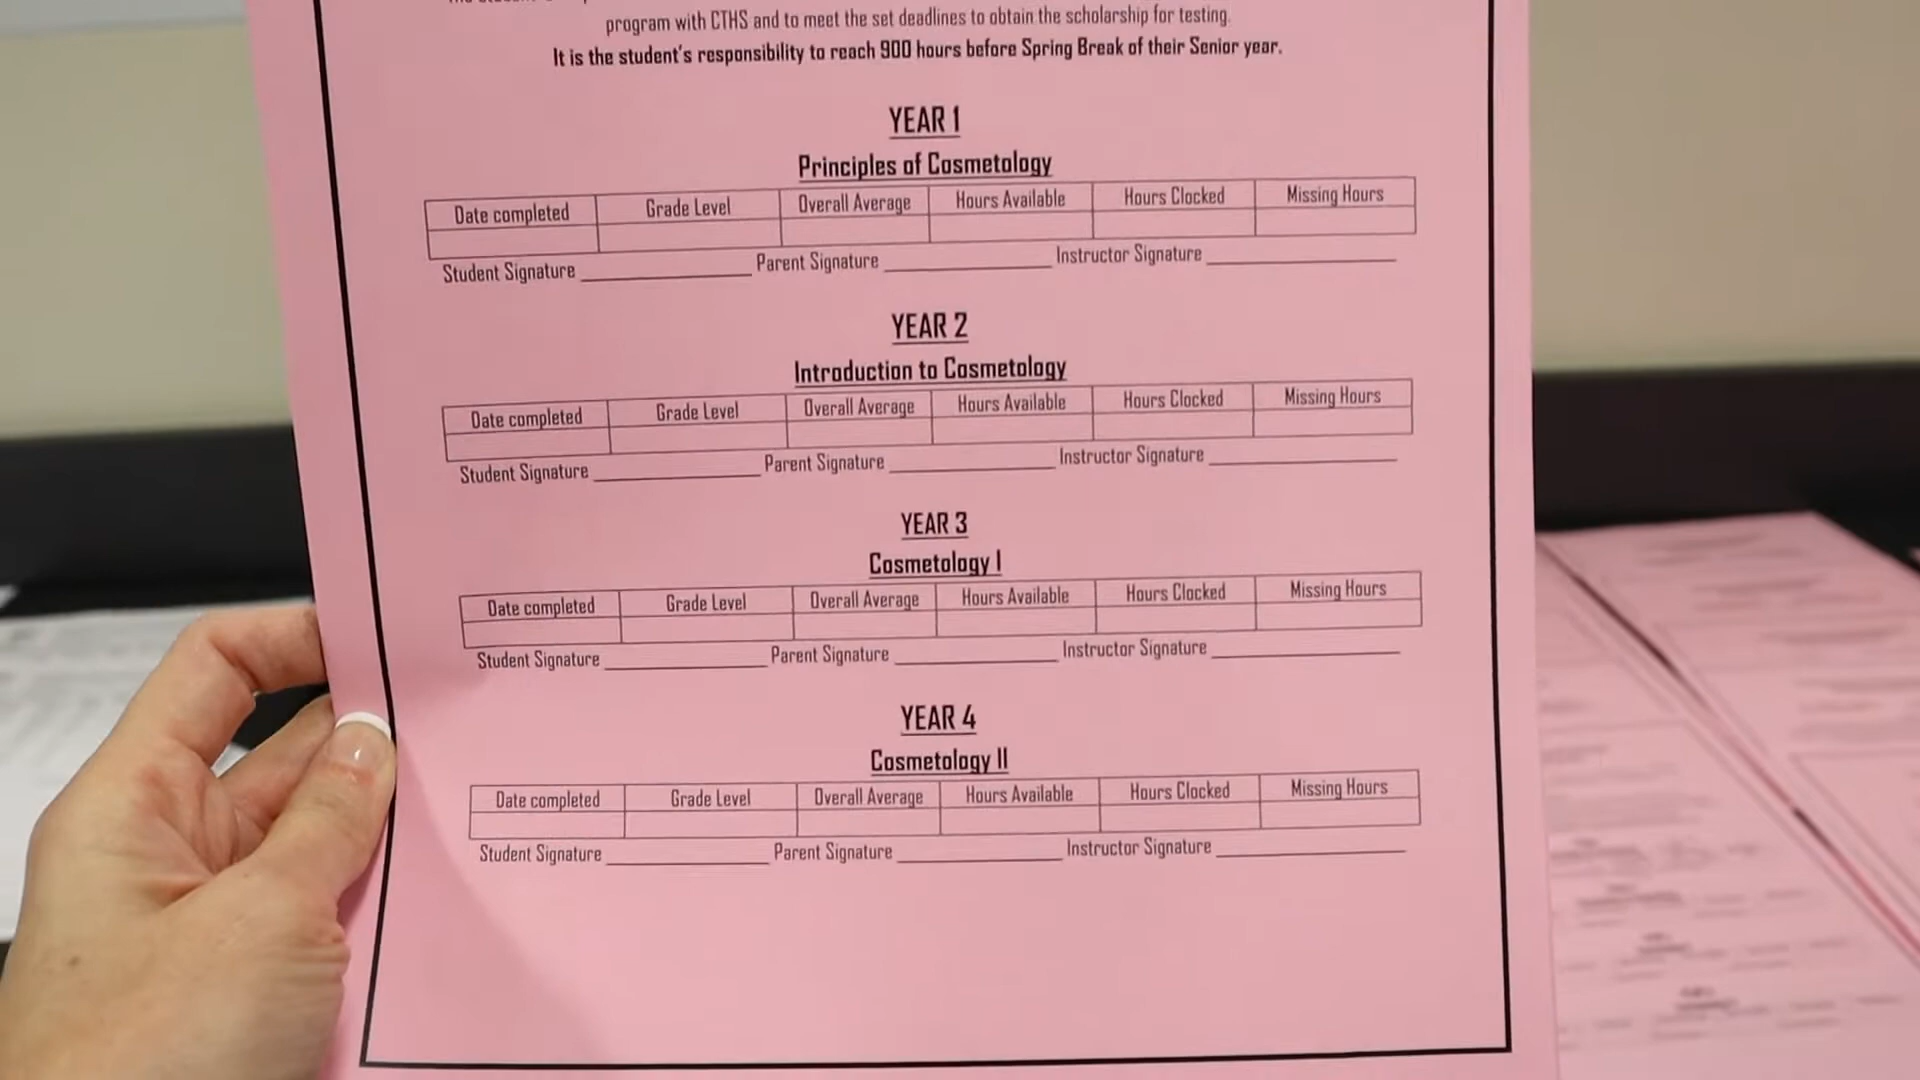 program with CTHS and to meet the set deadlines to obtain the scholarship for testing.
It is the student's responsibility to reach 900 hours before Spring Break of their Senior year.
YEAR 1
Principles of Cosmetology
Date completed Grade Level Overall Average Hours Available Hours Clocked Missing Hours
Student Signature Parent Signature Instructor Signature
YEAR 2
Introduction to Cosmetology
Date completed Grade Level Overall Average Hours Available Hours Clocked Missing Hours
Student Signature Parent Signature Instructor Signature
YEAR 3
Cosmetology I
Date completed Grade Level Overall Average Hours Available Hours Clocked Missing Hours
Student Signature Parent Signature Instructor Signature
YEAR 4
Cosmetology II
Date completed Grade Level Overall Average Hours Available Hours Clocked Missing Hours
Student Signature Parent Signature Instructor Signature